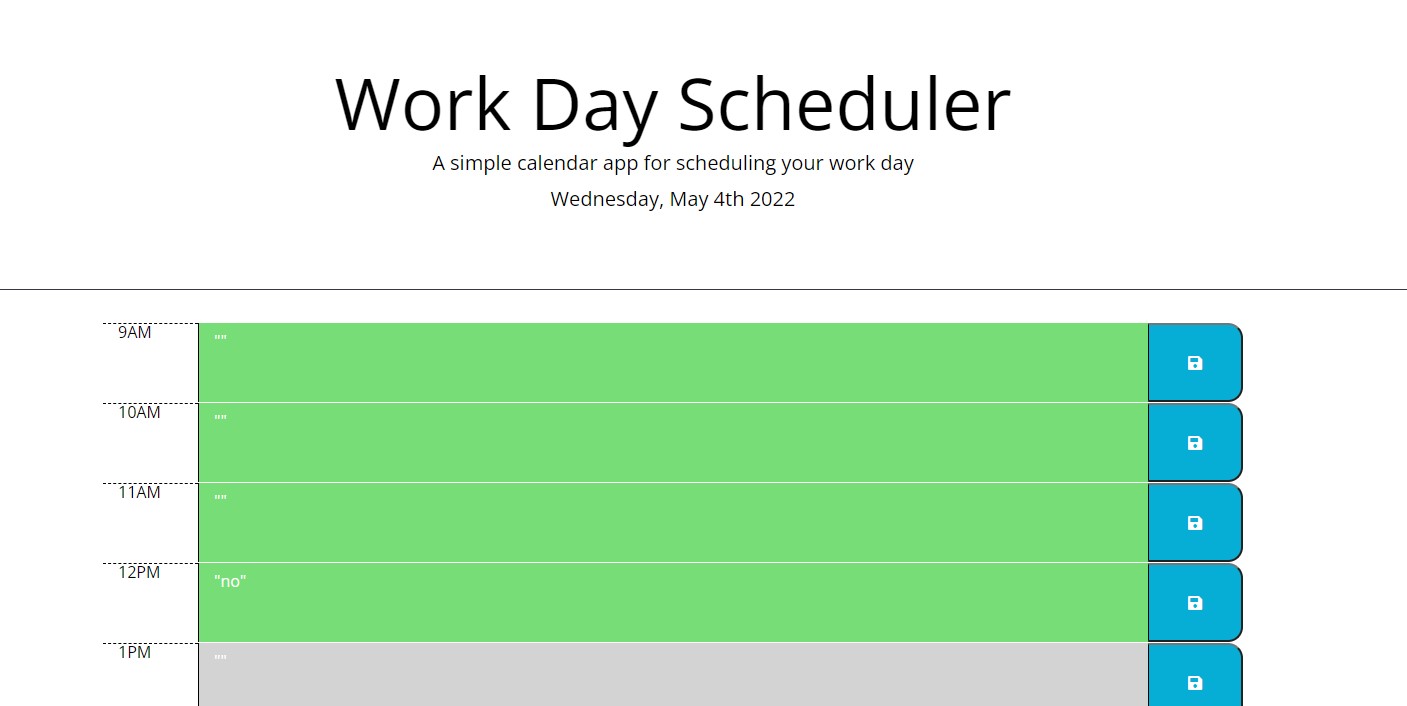 Work Day Scheduler
A simple calendar app for scheduling your work day
Wednesday, May 4th 2022
9AM
""
10AM
""
11AM
""
12PM
"no"
1PM
""